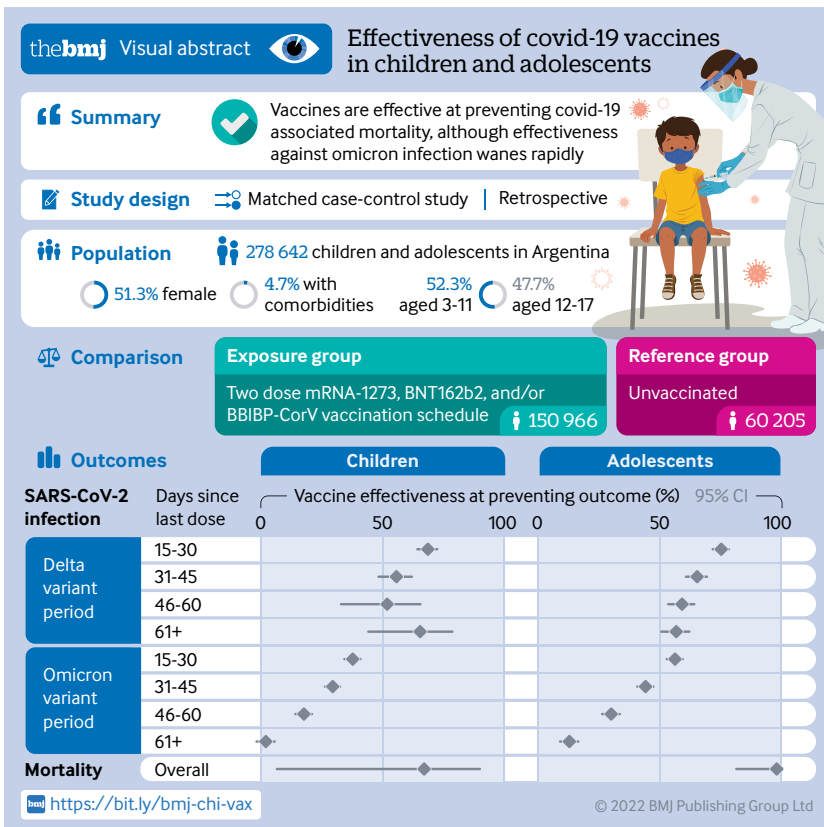 thebmj Visual abstract
Effectiveness of covid-19 vaccines
in children and adolescents
Summary
Vaccines are effective at preventing covid-19
associated mortality, although effectiveness
against omicron infection wanes rapidly
Study design
Matched case-control study | Retrospective
Population
278 642 children and adolescents in Argentina
51.3% female
4.7% with
comorbidities
52.3%
aged 3-11
47.7%
aged 12-17
Comparison
Exposure group
Two dose mRNA-1273, BNT162b2, and/or
BBIBP-CorV vaccination schedule
150 966
Reference group
Unvaccinated
60 205
Outcomes
Children
Adolescents
SARS-CoV-2
infection
Days since
last dose
Vaccine effectiveness at preventing outcome (%) 95% CI
0 50 100 0 50 100
Delta
variant
period
15-30
31-45
46-60
61+
Omicron
variant
period
15-30
31-45
46-60
61+
Mortality Overall
bmj https://bit.ly/bmj-chi-vax
© 2022 BMJ Publishing Group Ltd